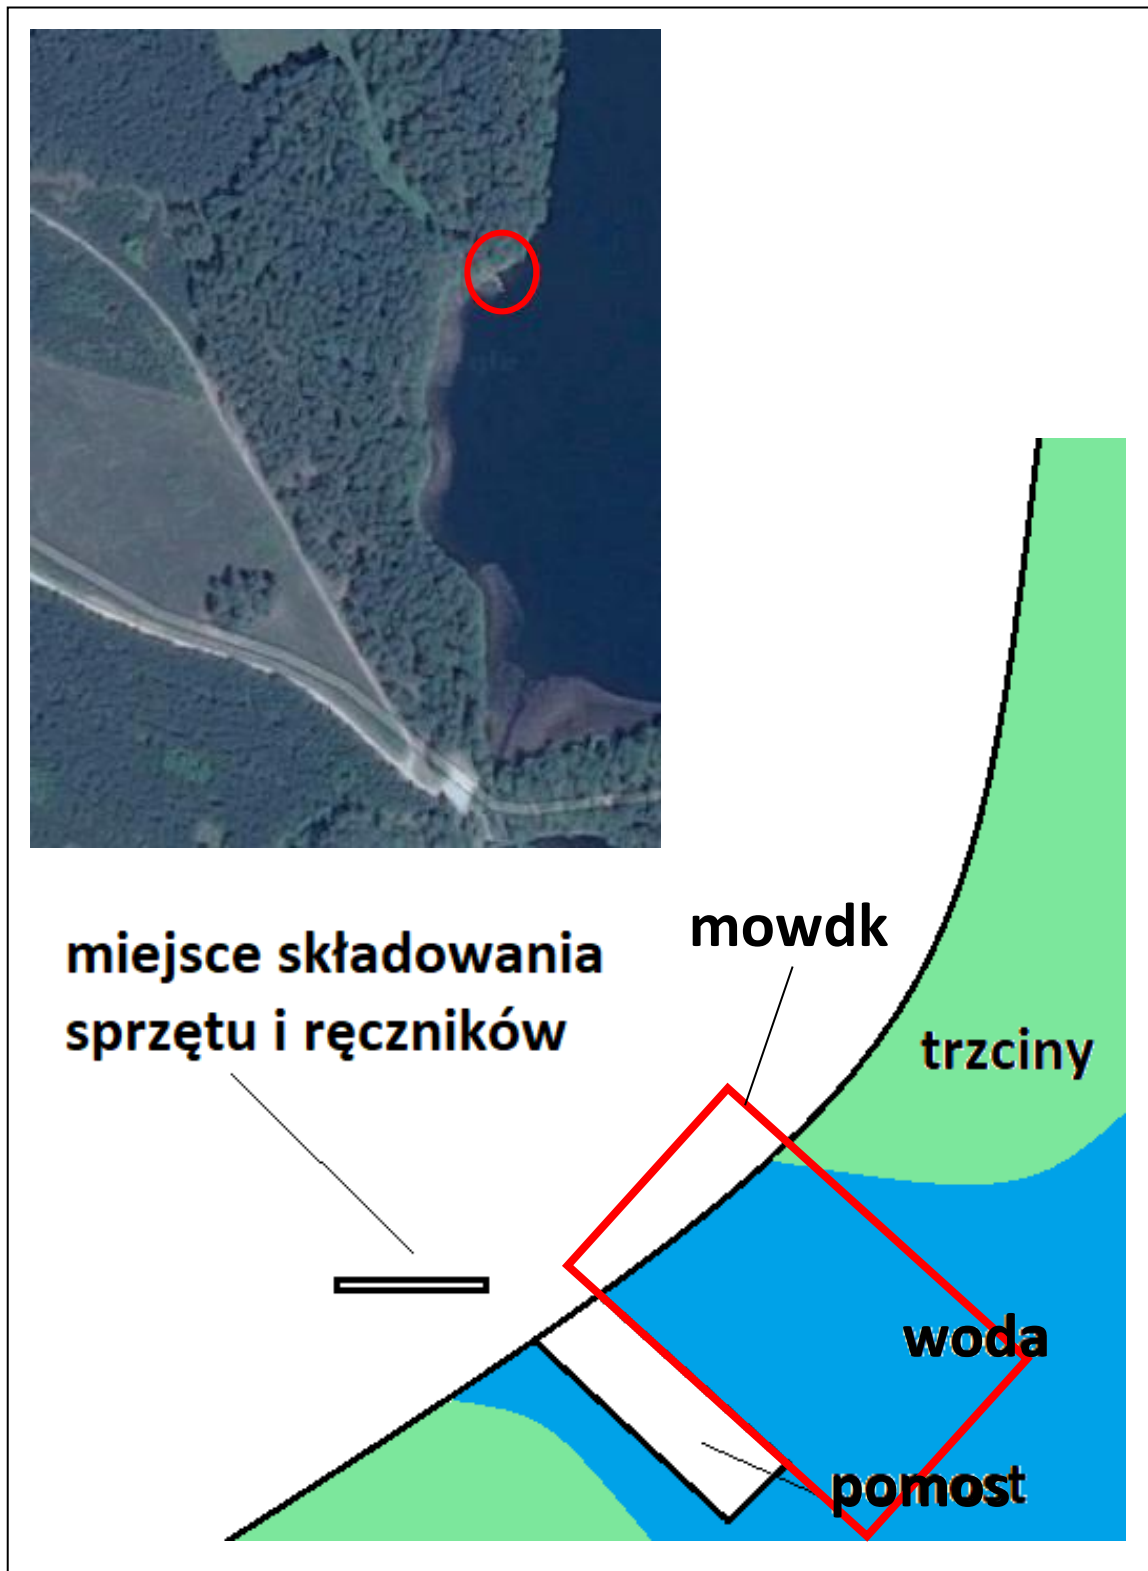 mowdk
miejsce składowania
sprzętu i ręczników
trzciny
woda
pomost